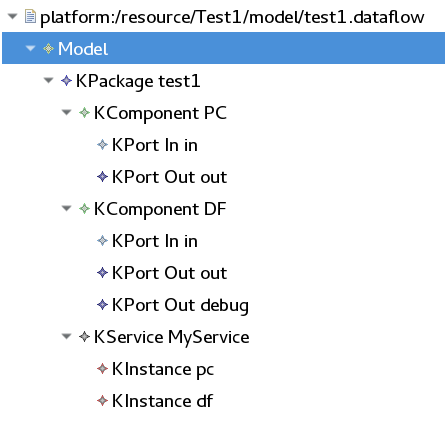 platform:/resource/Test1/model/test1.dataflow
Model
KPackage test1
KComponent PC
KPort In in
KPort Out out
KComponent DF
KPort In in
KPort Out out
KPort Out debug
KService MyService
KInstance pc
KInstance df